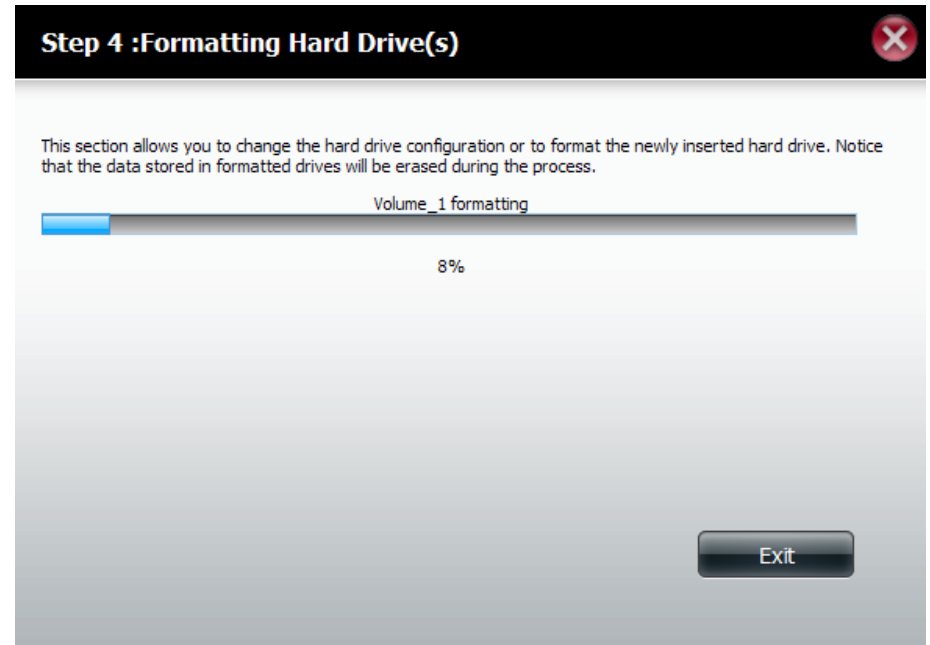 Step 4 :Formatting Hard Drive(s)
This section allows you to change the hard drive configuration or to format the newly inserted hard drive. Notice
that the data stored in formatted drives will be erased during the process.
Volume_1 formatting
8%
Exit